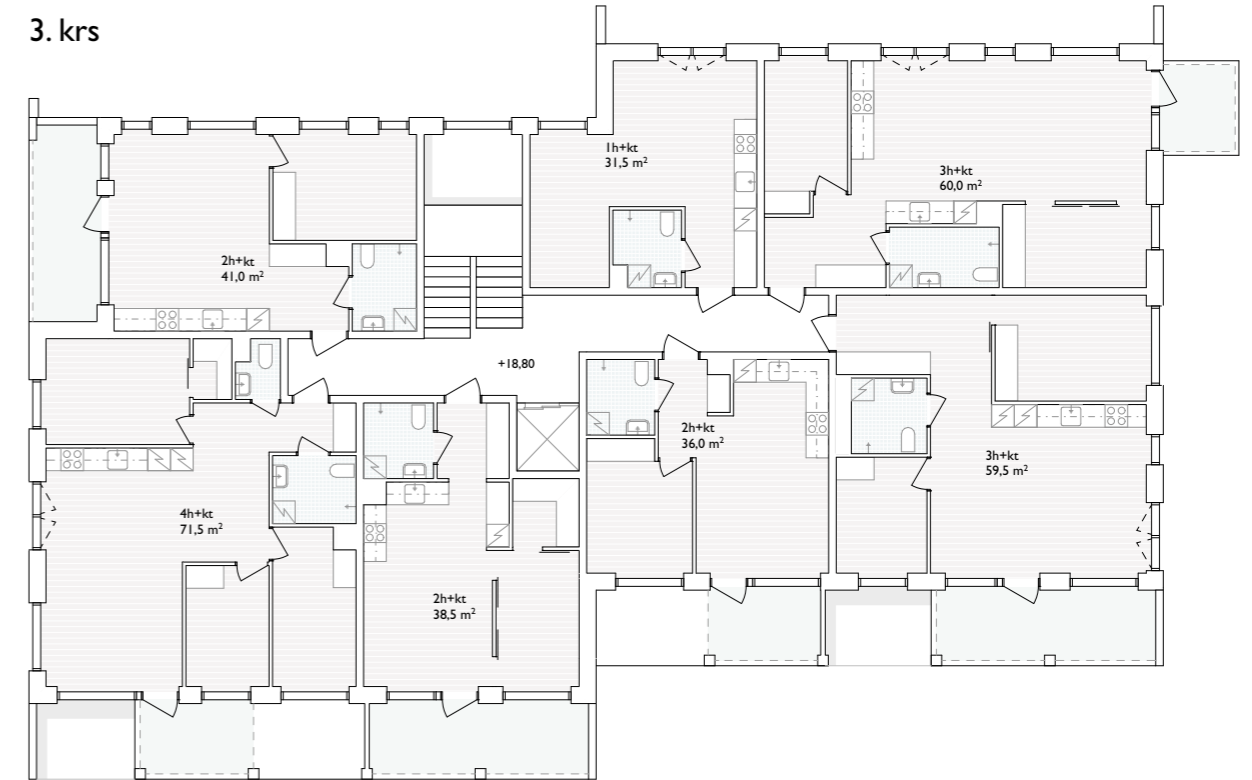 3. krs
1h+kt
31,5 m²
3h+kt
60,0 m²
2h+kt
41,0 m²
+18,80
2h+kt
36,0 m²
3h+kt
59,5 m²
4h+kt
71,5 m²
2h+kt
38,5 m²